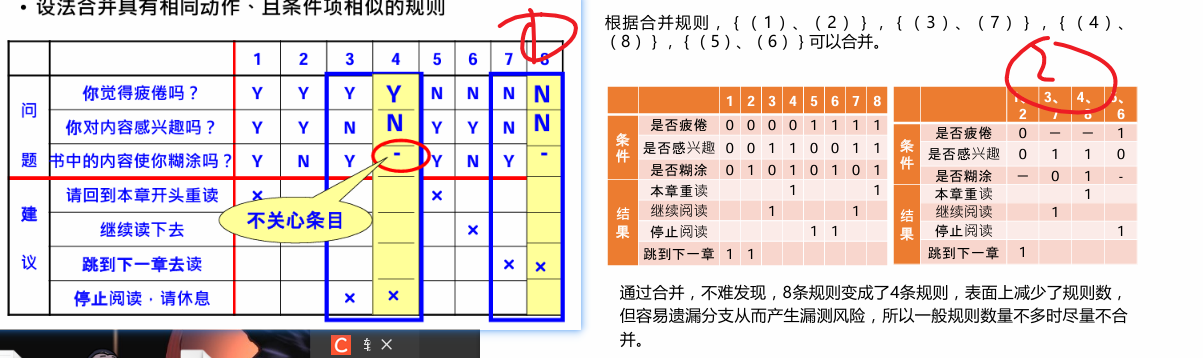 • 设法合并具有相同动作、且条件项相似的规则
1 2 3 4 5 6 7 8
问题
你觉得疲倦吗？ Y Y Y Y N N N N
你对内容感兴趣吗？ Y Y N N Y Y N N
书中的内容使你糊涂吗？ Y N Y - Y N Y -
建议
请回到本章开头重读 × ×
不关心条目
继续读下去 ×
跳到下一章去读 × ×
停止阅读，请休息 × ×
C
×
1
根据合并规则，{（1）、（2）}，{（3）、（7）}，{（4）、
（8）}，{（5）、（6）}可以合并。
2
1 2 3 4 5 6 7 8
条件
是否疲倦 0 0 0 0 1 1 1 1
是否感兴趣 0 0 1 1 0 0 1 1
是否糊涂 0 1 0 1 0 1 0 1
结果
本章重读 1 1
继续阅读 1 1
停止阅读 1 1
跳到下一章 1 1
3、 4、
2 6
条件
是否疲倦 0 — — 1
是否感兴趣 0 1 1 0
是否糊涂 — 0 1 -
结果
本章重读 1
继续阅读 1
停止阅读 1
跳到下一章 1
通过合并，不难发现，8条规则变成了4条规则，表面上减少了规则数，
但容易遗漏分支从而产生漏测风险，所以一般规则数量不多时尽量不合
并。